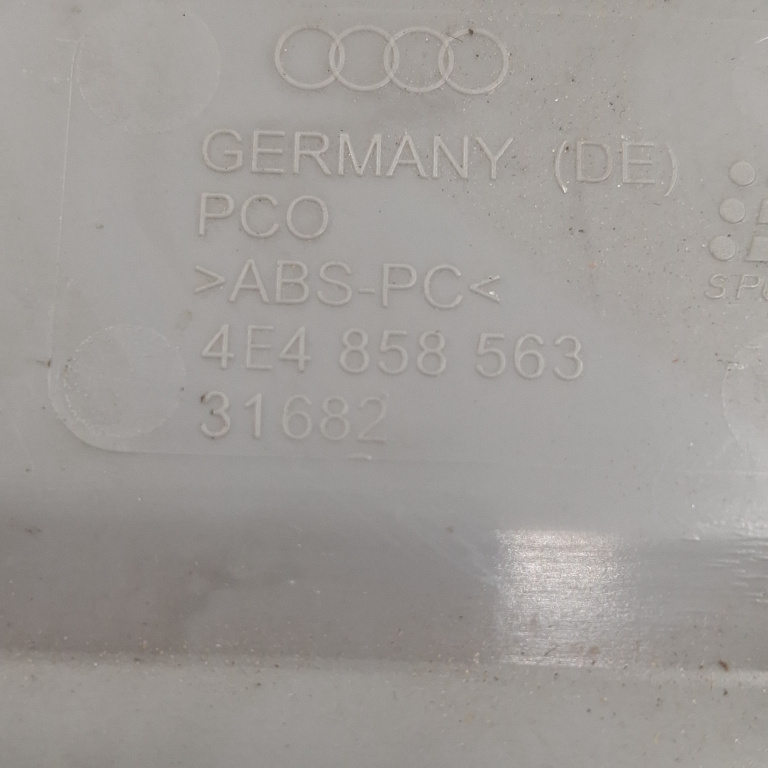 GERMANY (DE)
PCO
>ABS-PC<
4E4 858 563
31682